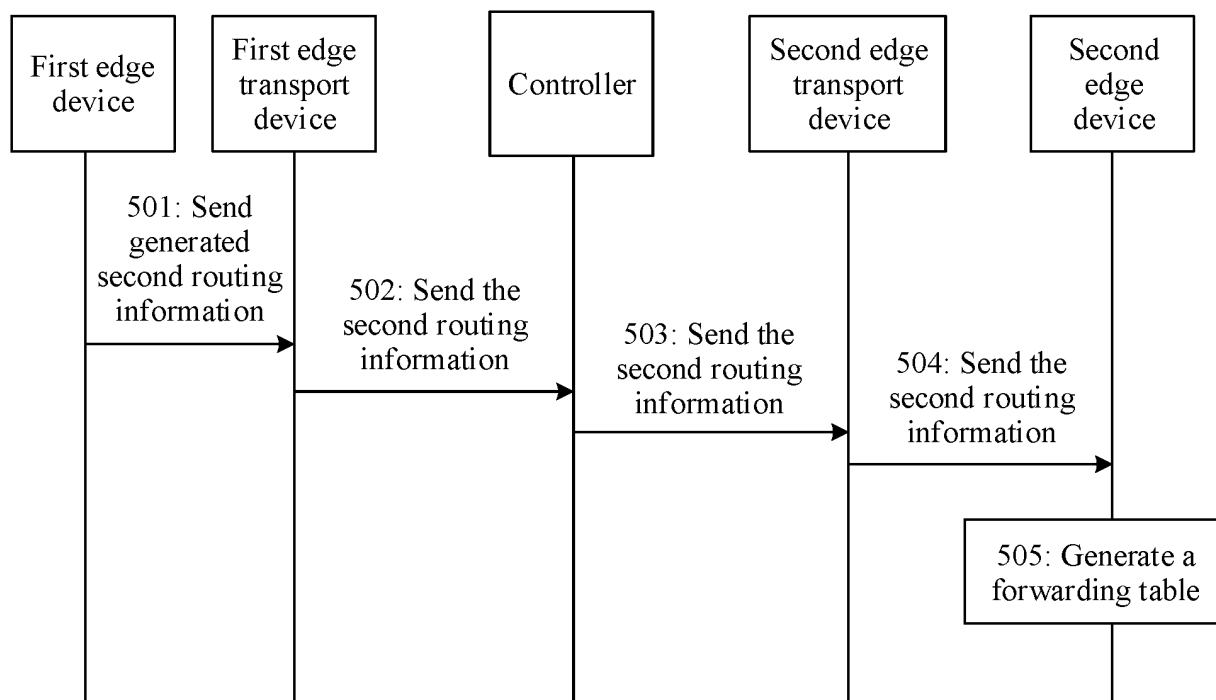 First edge
device
First edge
transport
device
Controller
Second edge
transport
device
Second
edge
device
501: Send
generated
second routing
information
502: Send the
second routing
information
503: Send the
second routing
information
504: Send the
second routing
information
505: Generate a
forwarding table